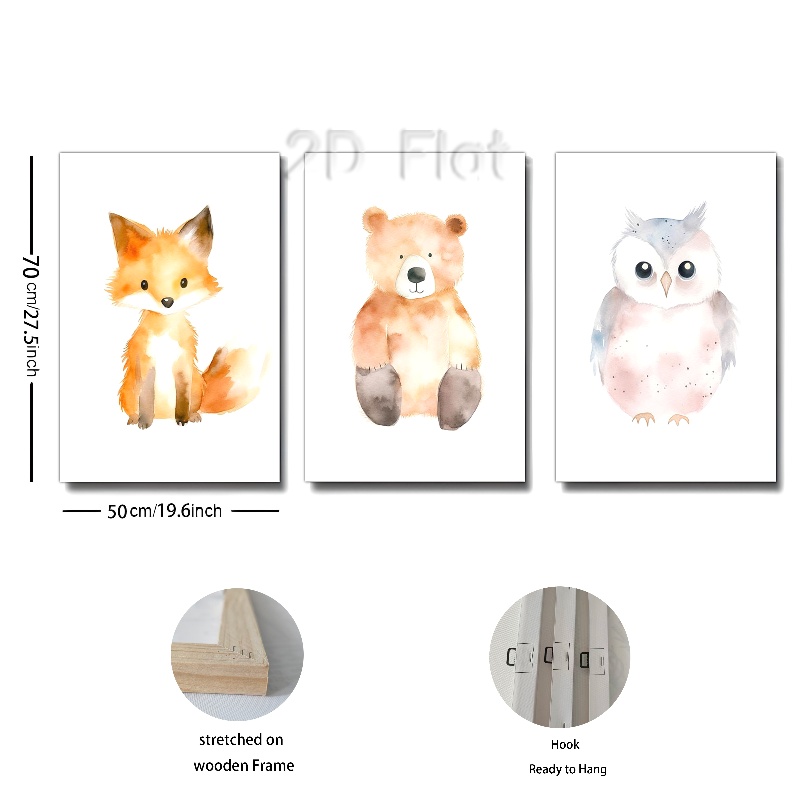 2D Flat
70 cm/27.5inch
50cm/19.6inch
stretched on
wooden Frame
Hook
Ready to Hang